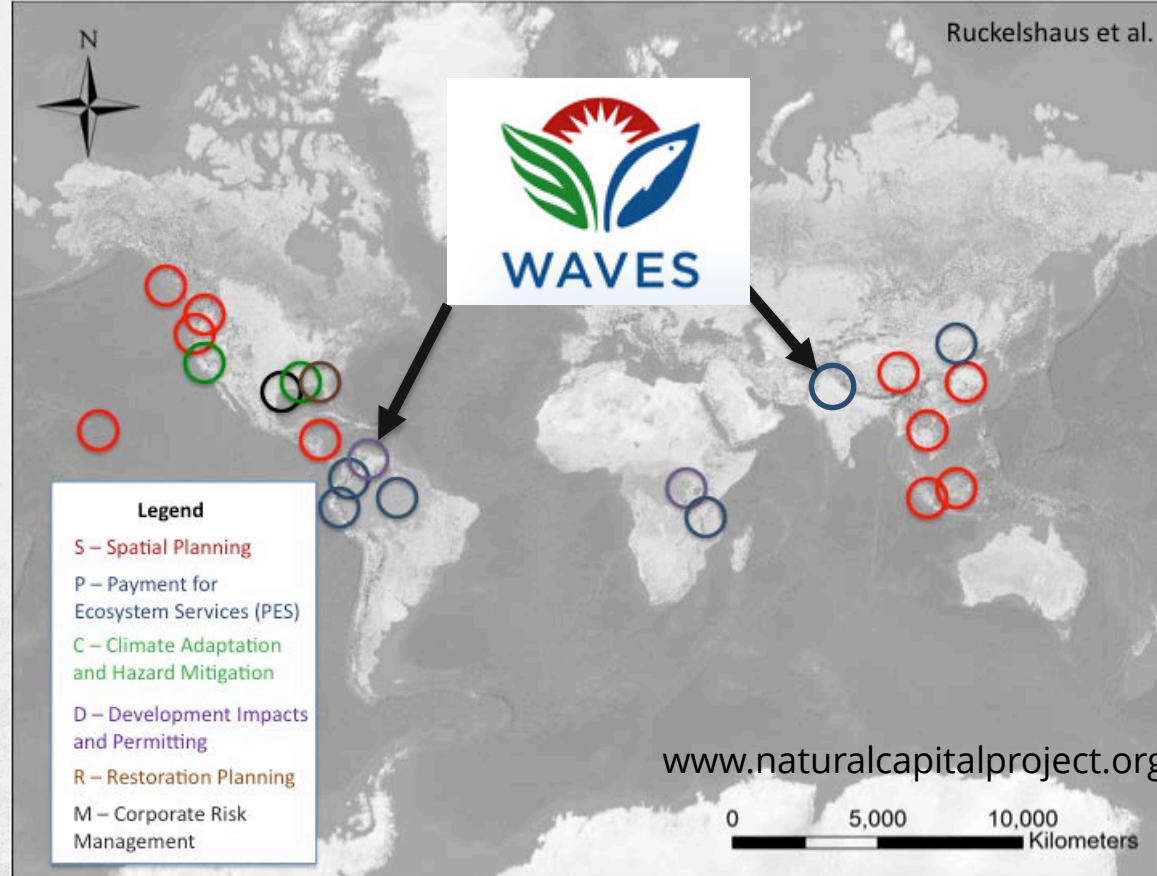 N
Ruckelshaus et al.
WAVES
Legend
S – Spatial Planning
P – Payment for
Ecosystem Services (PES)
C – Climate Adaptation
and Hazard Mitigation
D – Development Impacts
and Permitting
R – Restoration Planning
M – Corporate Risk
Management
www.naturalcapitalproject.org
0 5,000 10,000
Kilometers